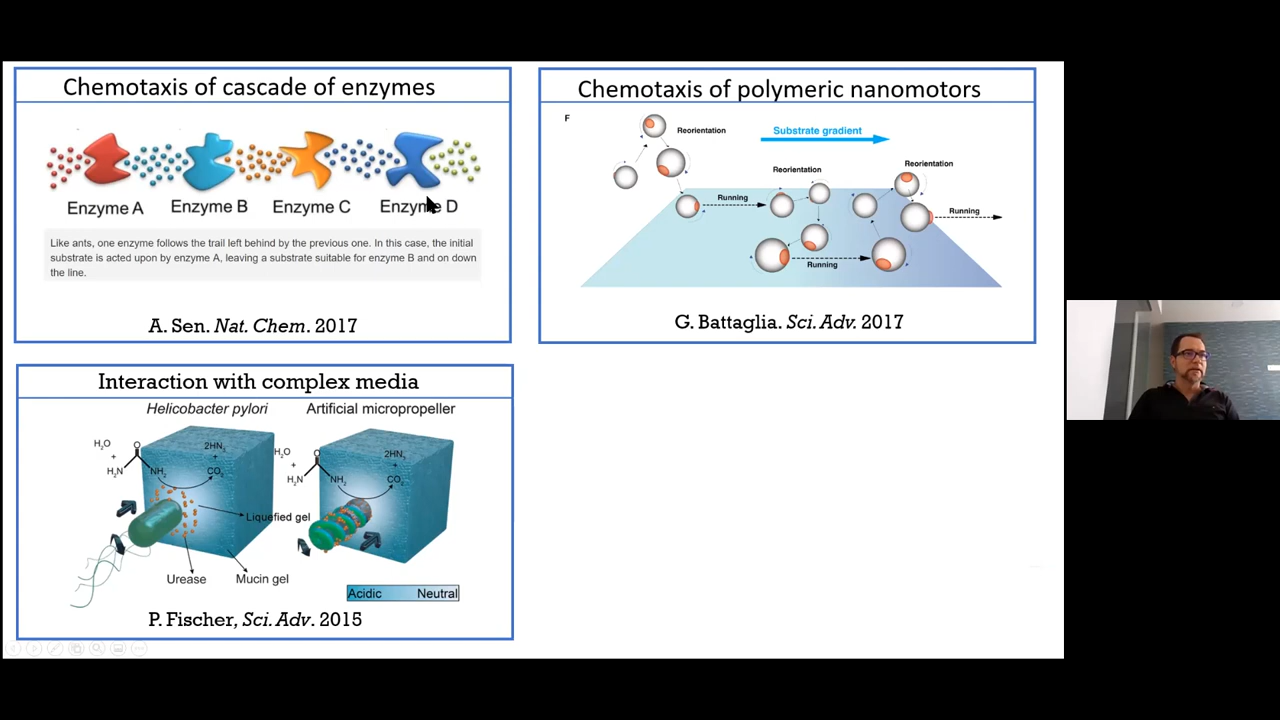 Chemotaxis of cascade of enzymes
Enzyme A
Enzyme B
Enzyme C
Enzyme D
Like ants, one enzyme follows the trail left behind by the previous one. In this case, the initial
substrate is acted upon by enzyme A, leaving a substrate suitable for enzyme B and on down
the line.
A. Sen. Nat. Chem. 2017
Chemotaxis of polymeric nanomotors
F
Reorientation
Substrate gradient
Reorientation
Reorientation
Running
Running
Running
G. Battaglia. Sci. Adv. 2017
Interaction with complex media
Helicobacter pylori
Artificial micropropeller
H₂O
+
O
H₂N
NH₂
2HN₃
+
CO₂
H₂O
+
O
H₂N
NH₂
2HN₃
+
CO₂
Liquefied gel
Urease
Mucin gel
Acidic
Neutral
P. Fischer, Sci. Adv. 2015